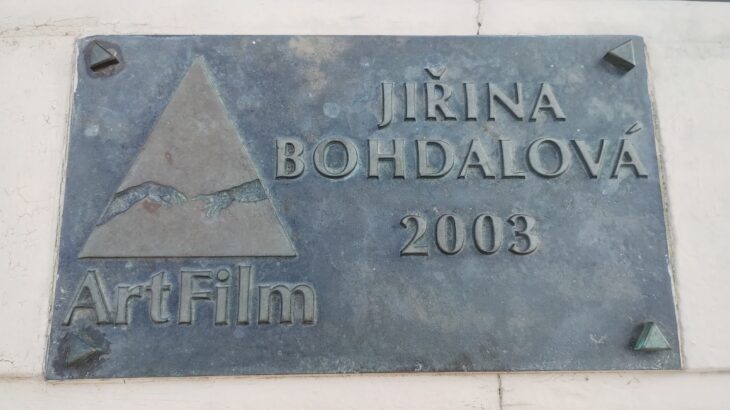 JIŘINA
BOHDALOVÁ
2003
ArtFilm